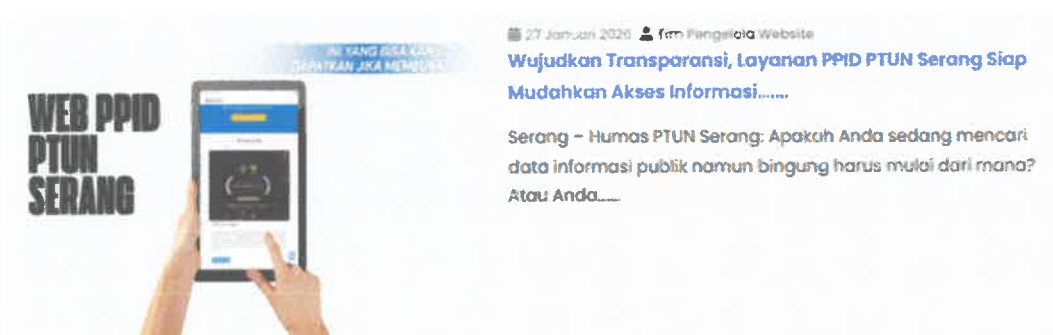 INI YANG BISA KAMU
DAPATKAN JIKA MEMBUKA
WEB PPID
PTUN
SERANG
27 Januari 2026 Tim Pengelola Website
Wujudkan Transparansi, Layanan PPID PTUN Serang Siap
Mudahkan Akses Informasi.......
Serang – Humas PTUN Serang: Apakah Anda sedang mencari
data informasi publik namun bingung harus mulai dari mana?
Atau Anda......